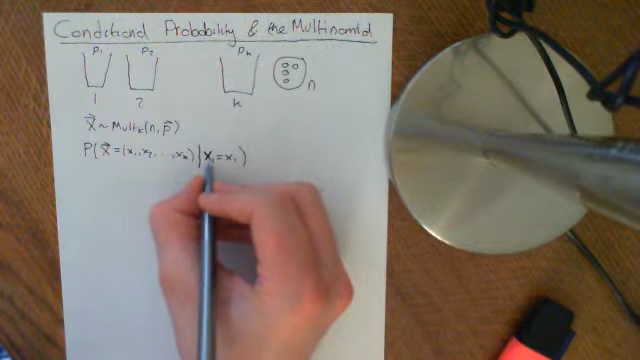 Conditional Probability & the Multinomial
p₁ p₂ pₖ
n
1 2 k
X⃗ ~ Multₖ(n, p⃗)
P(X⃗ = (x₁, x₂, ..., xₖ) | X₁ = x₁)